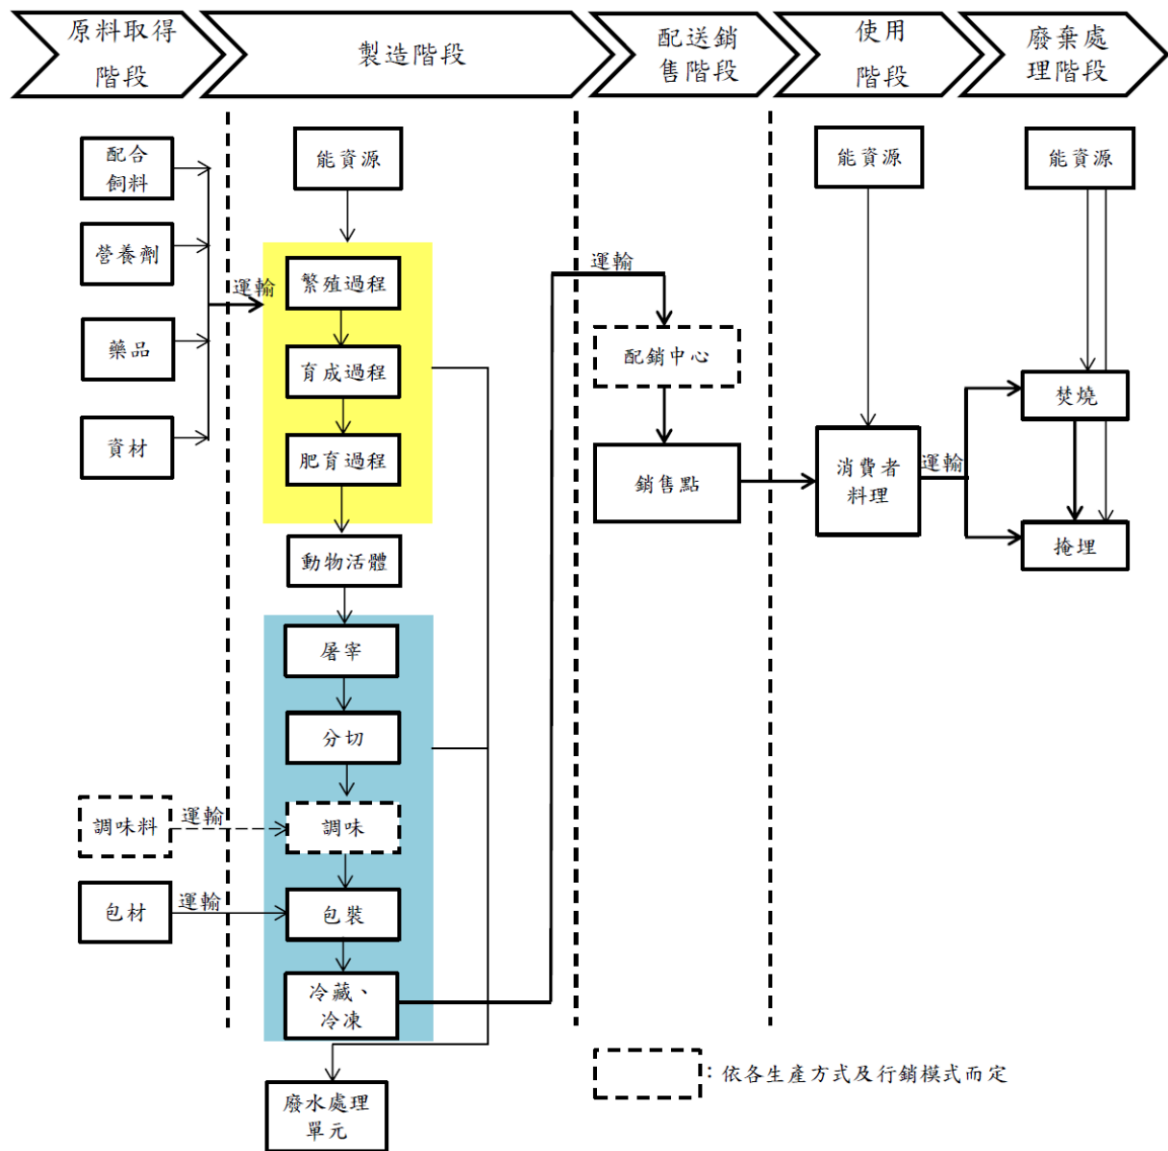 原料取得
階段
製造階段
配送銷
售階段
使用
階段
廢棄處
理階段
配合
飼料
營養劑
藥品
資材
運輸
能資源
繁殖過程
育成過程
肥育過程
動物活體
屠宰
分切
調味料
運輸
調味
包材
運輸
包裝
冷藏、
冷凍
廢水處理
單元
運輸
配銷中心
銷售點
能資源
消費者
料理
運輸
能資源
焚燒
掩埋
：依各生產方式及行銷模式而定